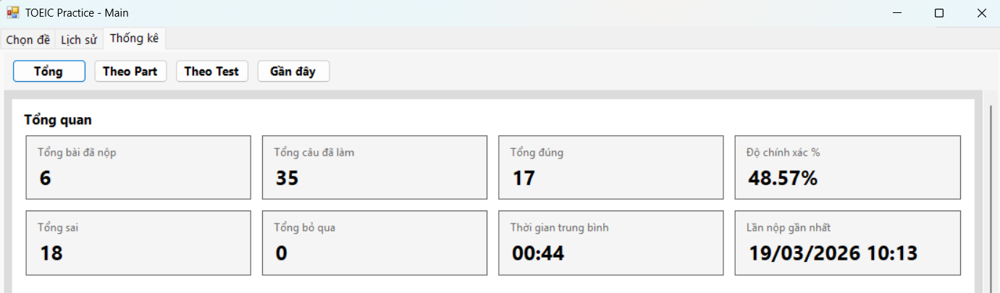 TOEIC Practice - Main
Chọn đề Lịch sử Thống kê
Tổng Theo Part Theo Test Gần đây
Tổng quan
Tổng bài đã nộp
6
Tổng câu đã làm
35
Tổng đúng
17
Độ chính xác %
48.57%
Tổng sai
18
Tổng bỏ qua
0
Thời gian trung bình
00:44
Lần nộp gần nhất
19/03/2026 10:13